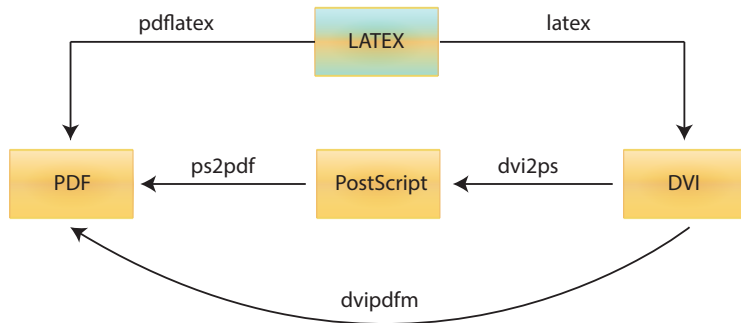 pdflatex
LATEX
latex
PDF
ps2pdf
PostScript
dvi2ps
DVI
dvipdfm